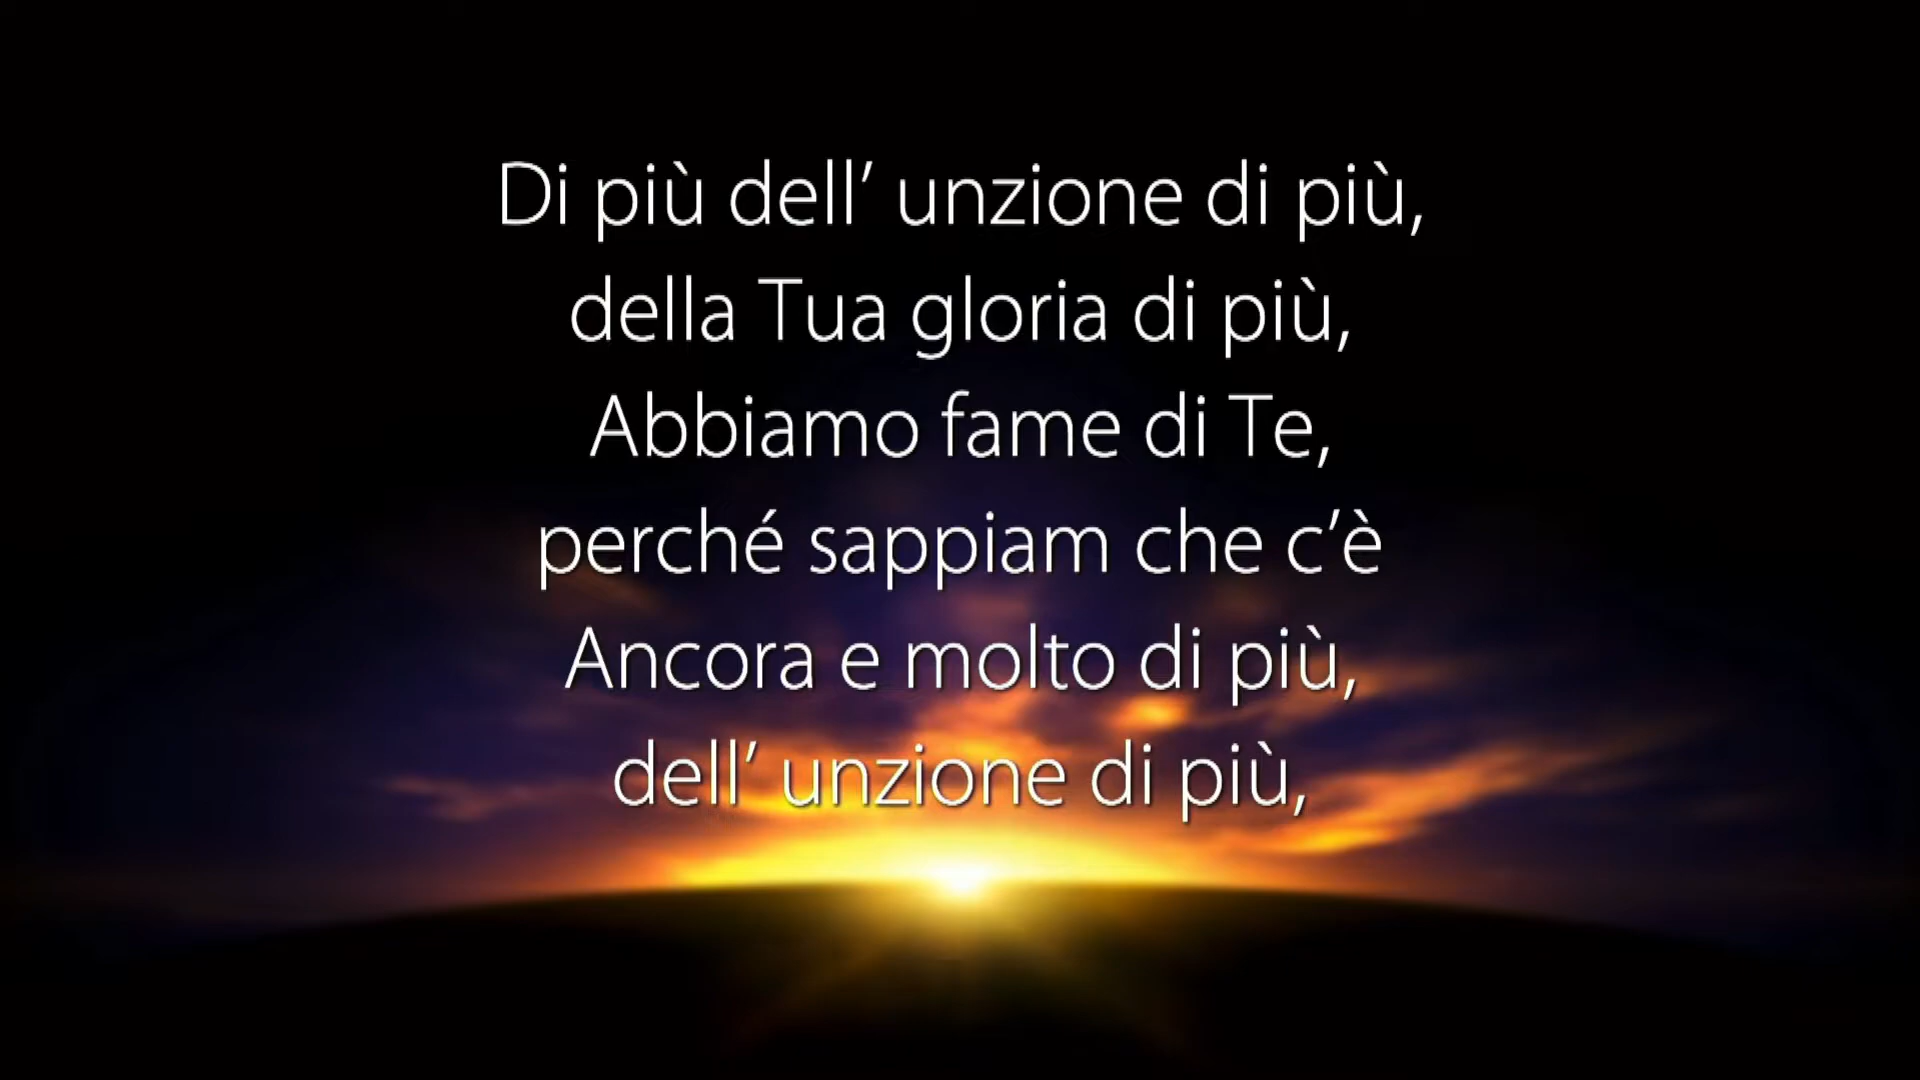 Di più dell’ unzione di più,
della Tua gloria di più,
Abbiamo fame di Te,
perché sappiam che c’è
Ancora e molto di più,
dell’ unzione di più,